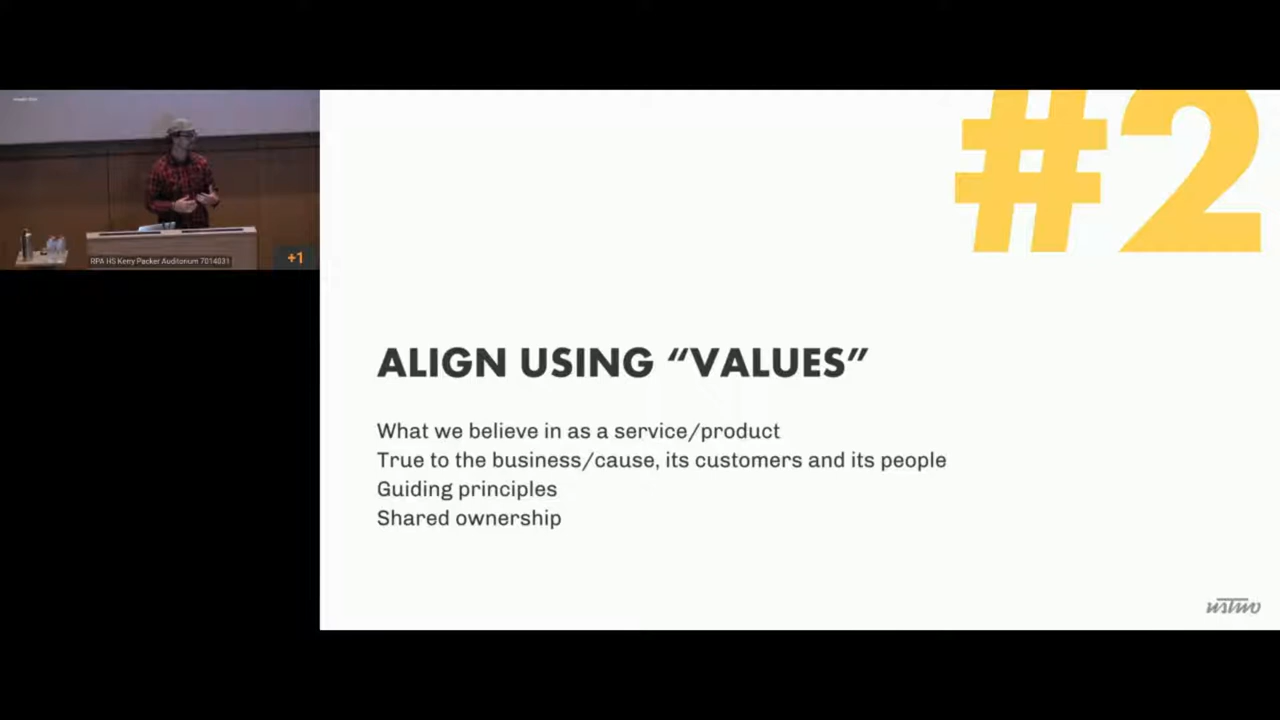 RPA HS Kerry Packer Auditorium 7014031
+1
#2
ALIGN USING “VALUES”
What we believe in as a service/product
True to the business/cause, its customers and its people
Guiding principles
Shared ownership
ustwo